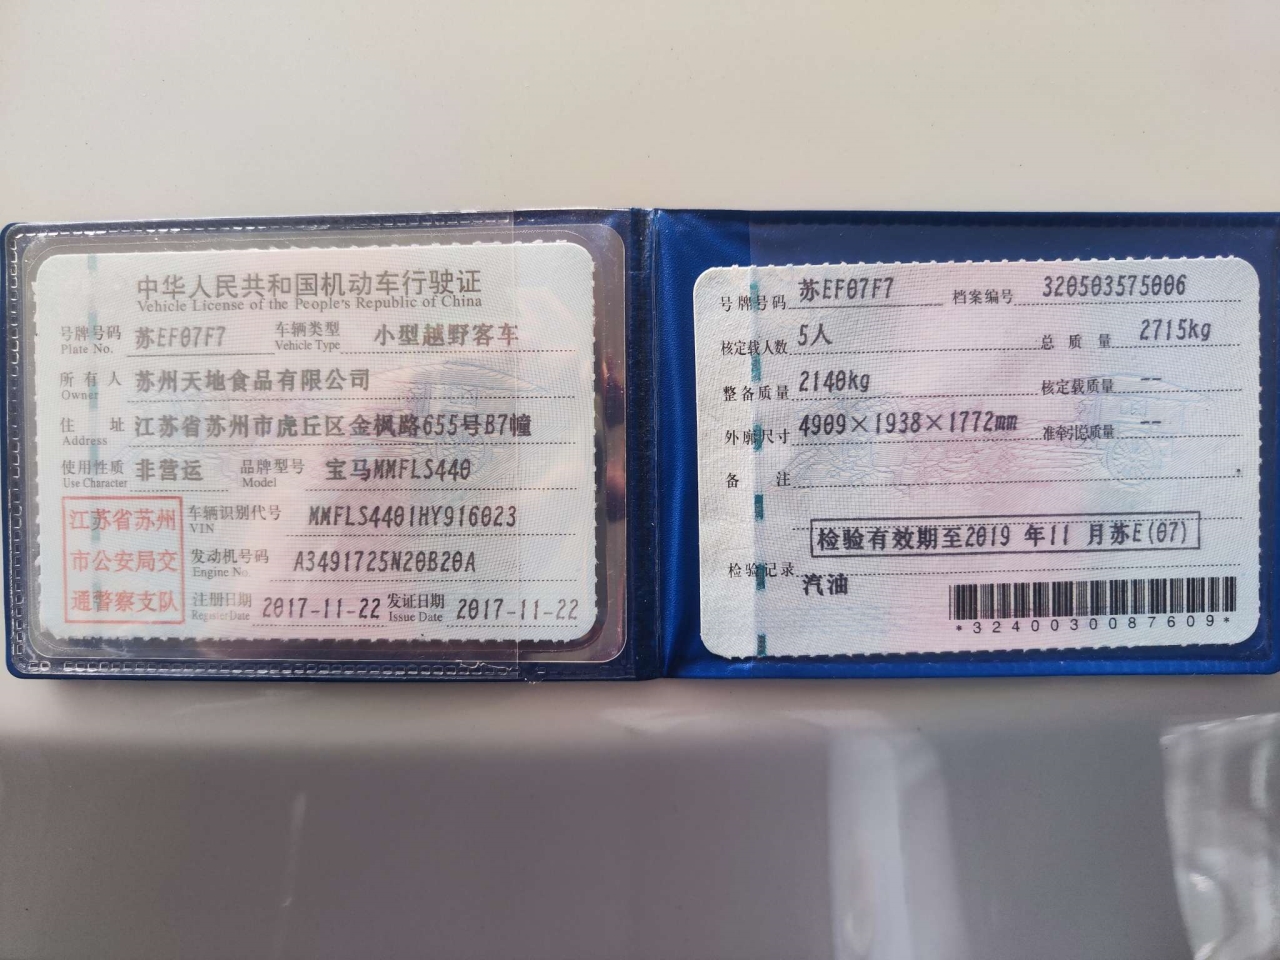 中华人民共和国机动车行驶证
Vehicle License of the People's Republic of China
号牌号码 苏EF07F7 车辆类型 小型越野客车
Plate No. Vehicle Type
所有人 苏州天地食品有限公司
Owner
住址 江苏省苏州市虎丘区金枫路655号B7幢
Address
使用性质 非营运 品牌型号 宝马MMFLS440
Use Character Model
江苏省苏州
市公安局交
通警察支队
车辆识别代号 MMFLS4401HY916023
VIN
发动机号码 A3491725N20B20A
Engine No.
注册日期 2017-11-22 发证日期 2017-11-22
Register Date Issue Date
号牌号码 苏EF07F7 档案编号 320503575006
核定载人数 5人 总质量 2715kg
整备质量 2140kg 核定载质量 --
外廓尺寸 4909×1938×1772mm 准牵引总质量 --
备注
检验有效期至2019 年11 月苏E(07)
检验记录
汽油
*3240030087609*